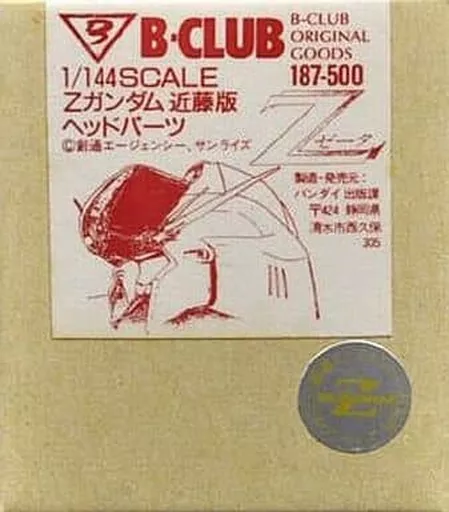 B-CLUB
B-CLUB
ORIGINAL
GOODS
187-500
1/144SCALE
Zガンダム 近藤版
ヘッドパーツ
©創通エージェンシー、サンライズ
Z
ゼータ
製造・発売元:
バンダイ 出版課
〒424 静岡県
清水市西久保
305
Z